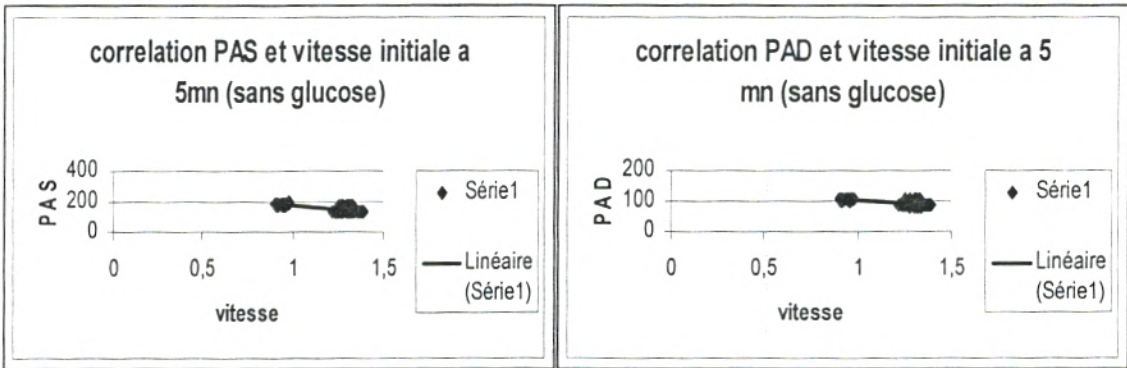 correlation PAS et vitesse initiale a
5mn (sans glucose)
PAS
400
200
0
0
0,5
1
1,5
vitesse
Série1
Linéaire
(Série1)
correlation PAD et vitesse initiale a 5
mn (sans glucose)
PAD
200
100
0
0
0,5
1
1,5
vitesse
Série1
Linéaire
(Série1)